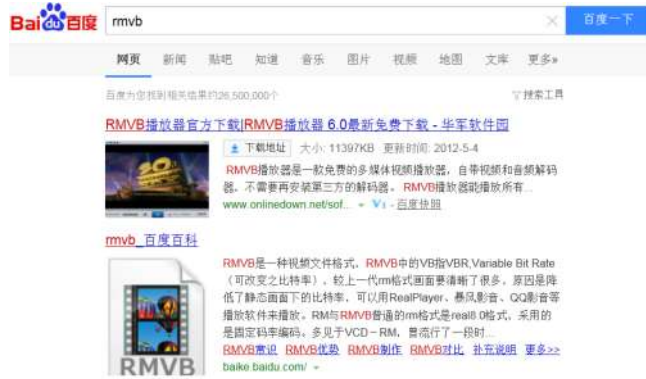 Bai du 百度 rmvb 百度一下
网页 新闻 贴吧 知道 音乐 图片 视频 地图 文库 更多»
百度为您找到相关结果约26,500,000个 搜索工具
RMVB播放器官方下载|RMVB播放器 6.0最新免费下载 - 华军软件园
下载地址 大小: 11397KB 更新时间: 2012-5-4
RMVB播放器是一款免费的多媒体视频播放器，自带视频和音频解码
器、不需要再安装第三方的解码器。 RMVB播放器能播放所有...
www.onlinedown.net/sof... - V1 - 百度快照
rmvb_百度百科
RMVB是一种视频文件格式，RMVB中的VB指VBR,Variable Bit Rate
（可改变之比特率），较上一代rm格式画面要清晰了很多，原因是降
低了静态画面下的比特率，可以用RealPlayer、暴风影音、QQ影音等
播放软件来播放。RM与RMVB普通的rm格式是real8.0格式，采用的
是固定码率编码。多见于VCD－RM，曾流行了一段时...
RMVB常识 RMVB优势 RMVB制作 RMVB对比 补充说明 更多>>
baike.baidu.com/
RMVB